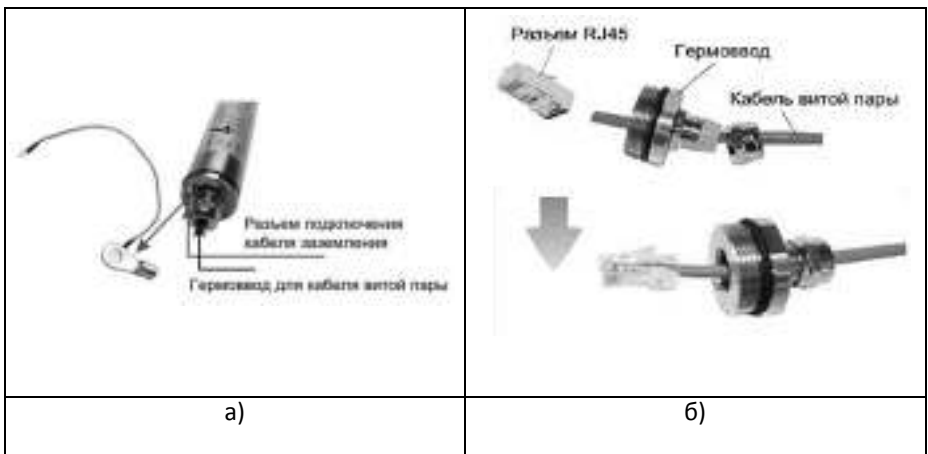 Разъем подключения
кабеля заземления
Гермоввод для кабеля витой пары
а)
Разъем RJ45
Гермоввод
Кабель витой пары
б)